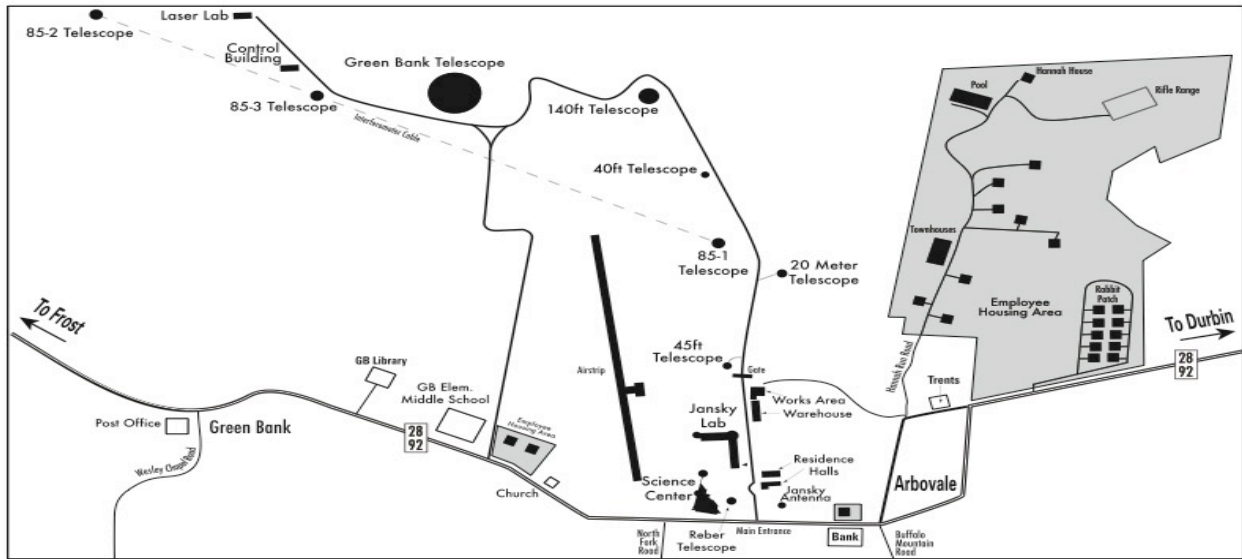 85-2 Telescope
Laser Lab
Control
Building
85-3 Telescope
Green Bank Telescope
Interferometer Cable
140ft Telescope
40ft Telescope
85-1
Telescope
20 Meter
Telescope
Hannah House
Pool
Rifle Range
Townhouses
Employee
Housing Area
Rabbit
Patch
To Frost
To Durbin
28
92
Hannah Run Road
Trents
45ft
Telescope
Gate
Airstrip
GB Library
GB Elem.
Middle School
Employee
Housing Area
Works Area
Warehouse
Jansky
Lab
Post Office
Green Bank
28
92
Wesley Chapel Road
Church
Science
Center
Residence
Halls
Jansky
Antenna
Arbovale
Reber
Telescope
Main Entrance
Bank
North
Fork
Road
Buffalo
Mountain
Road